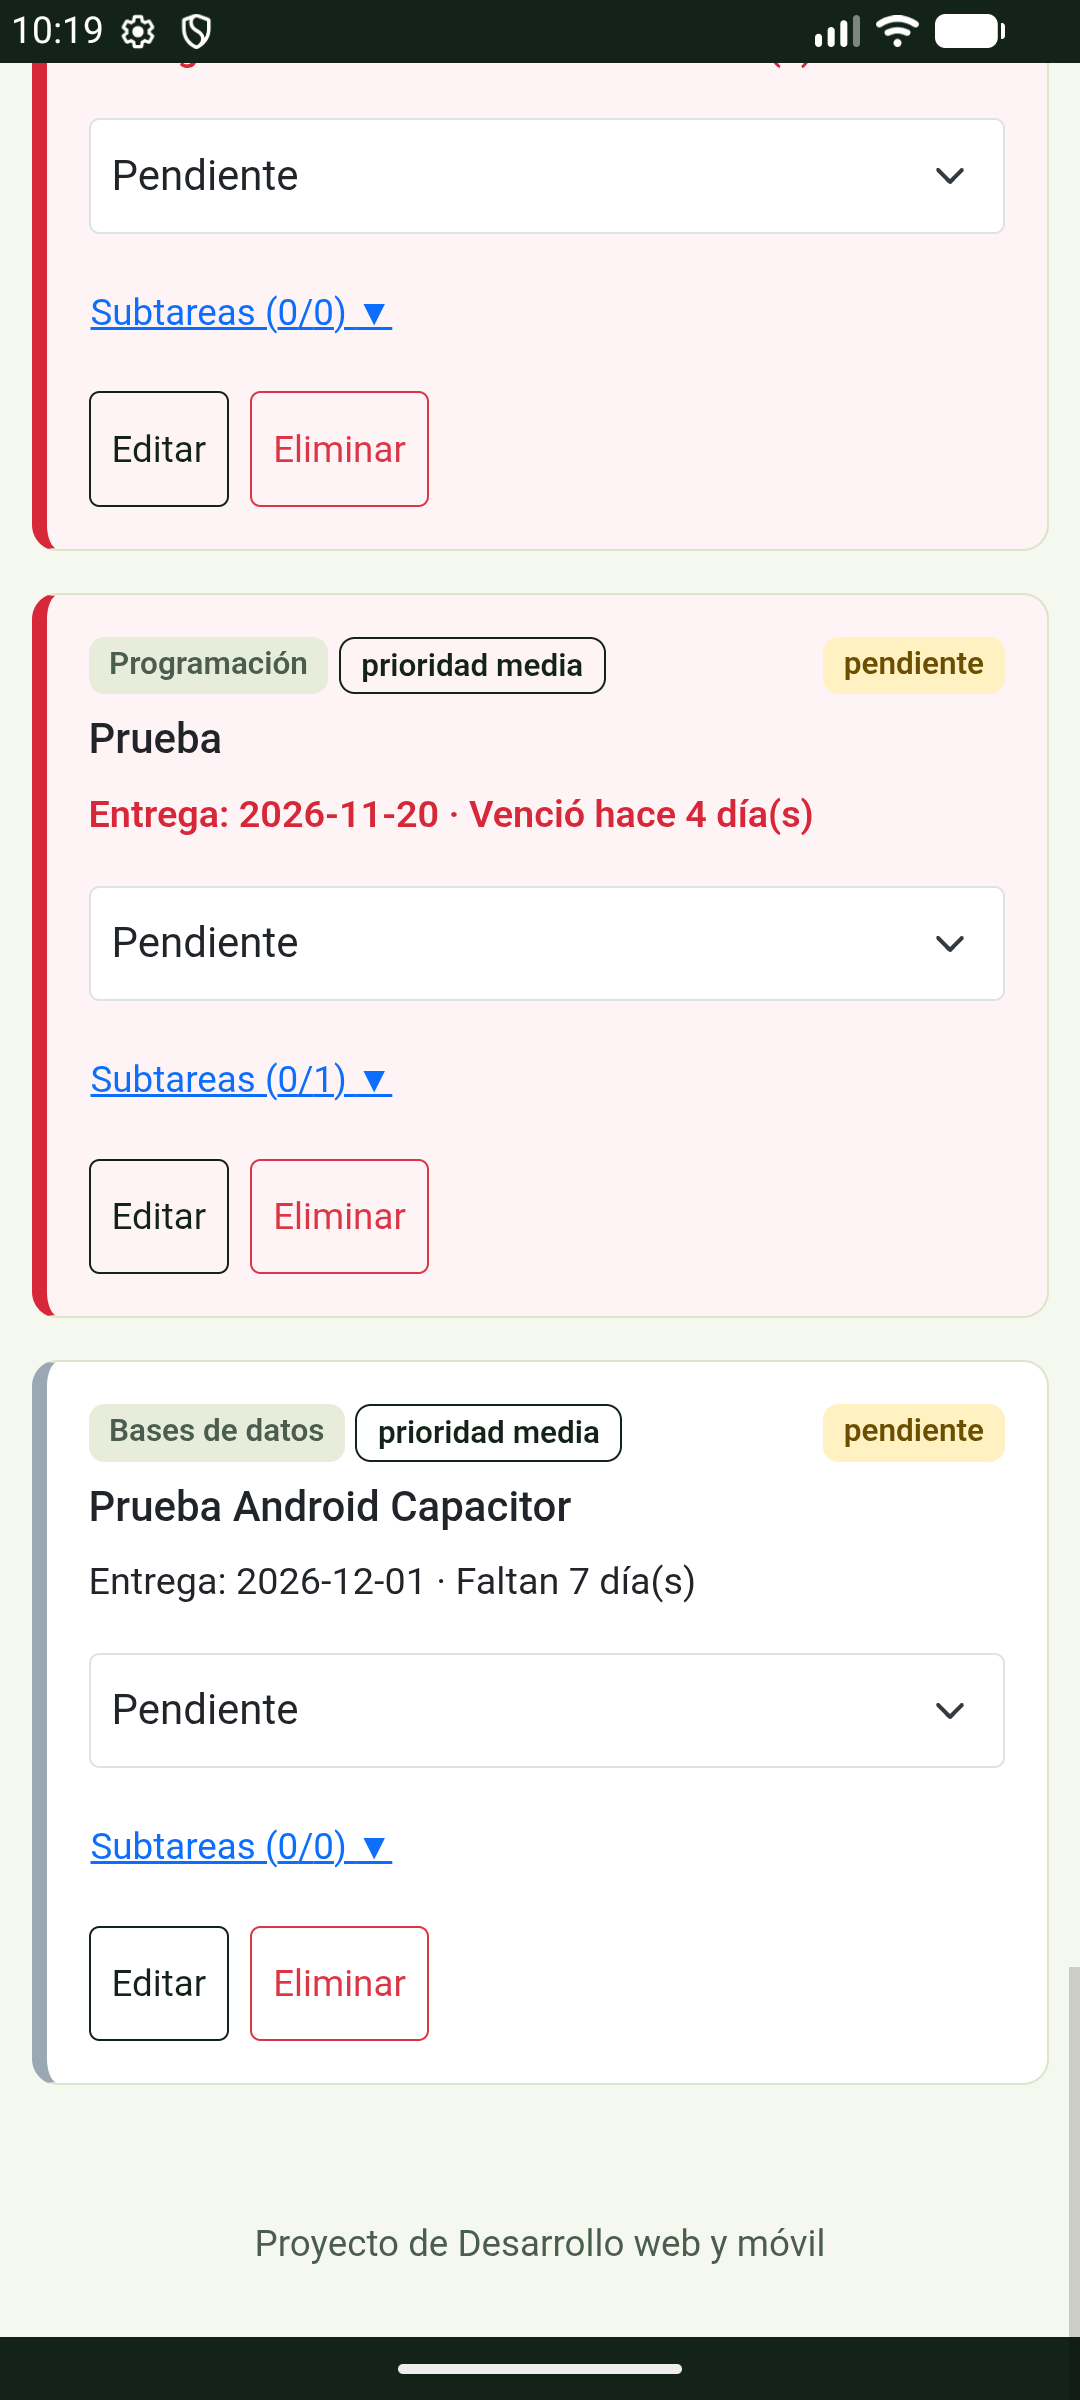 10:19
Pendiente
Subtareas (0/0) ▼
Editar Eliminar
Programación prioridad media pendiente
Prueba
Entrega: 2026-11-20 · Venció hace 4 día(s)
Pendiente
Subtareas (0/1) ▼
Editar Eliminar
Bases de datos prioridad media pendiente
Prueba Android Capacitor
Entrega: 2026-12-01 · Faltan 7 día(s)
Pendiente
Subtareas (0/0) ▼
Editar Eliminar
Proyecto de Desarrollo web y móvil